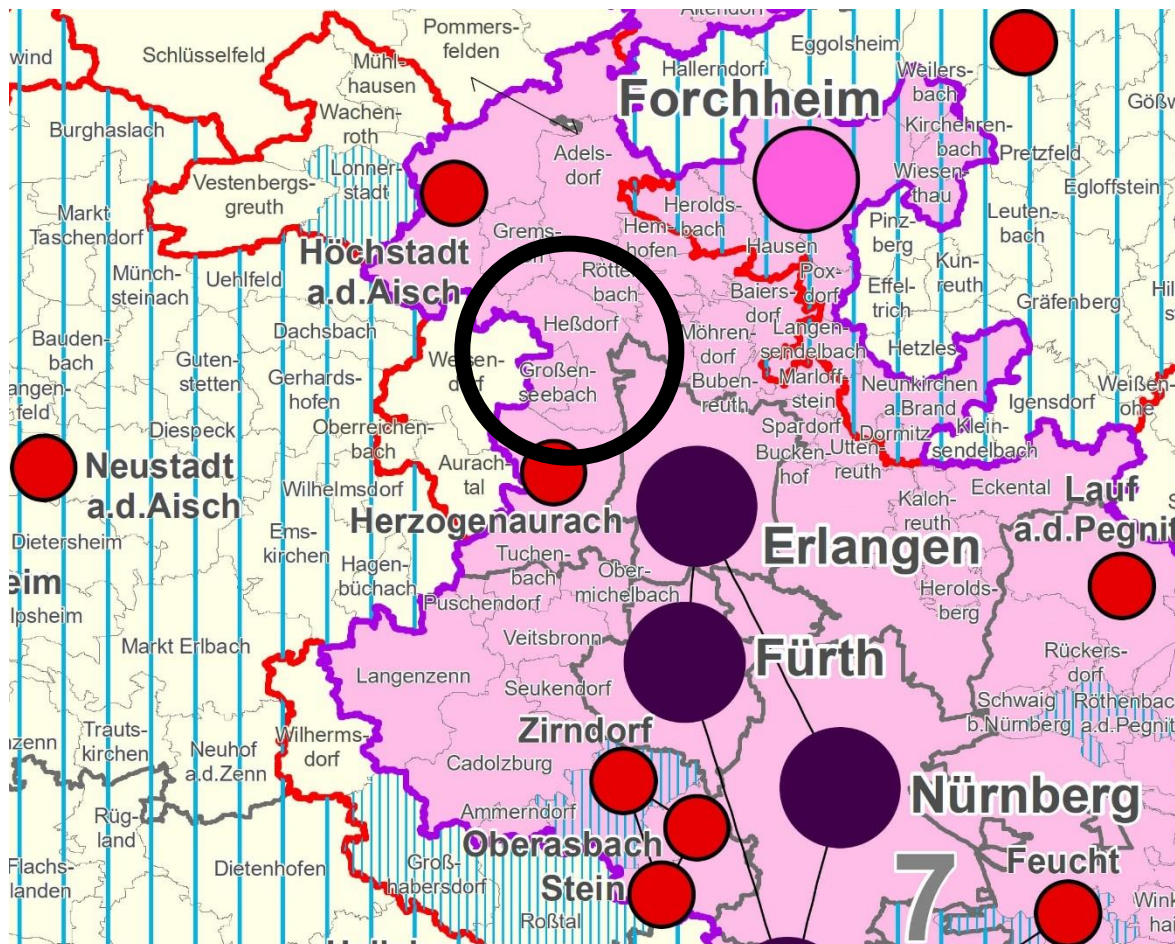 Altendorf
Pommers-
felden
Schlüsselfeld
Eggolsheim
wind
Mühl-
hausen
Hallerndorf
Weilers-
bach
Forchheim
Wachen-
roth
Burghaslach
Kirchehren-
bach
Pretzfeld
Adels-
dorf
Lonner-
stadt
Vestenbergs-
greuth
Wiesen-
thau
Egloffstein
Markt
Taschendorf
Herolds-
bach
Leuten-
bach
Grems-
Hem-
hofen
Pinz-
berg
Hausen
Höchstadt
a.d.Aisch
Münch-
steinach
Uehlfeld
Rötten-
bach
Pox-
dorf
Kun-
reuth
Baiers-
dorf
Effel-
trich
Gräfenberg
Dachsbach
Heßdorf
Möhren-
dorf
Langen-
sendelbach
Hetzles
Bauden-
bach
Guten-
stetten
Weisen-
dorf
Großen-
seebach
Gerhards-
hofen
Buben-
reuth
Marloff-
stein
Neunkirchen
a.Brand
Weißen-
ohe
Igensdorf
Diespeck
Oberreichen-
bach
Spardorf
Dormitz
Klein-
sendelbach
Bucken-
hof
Utten-
reuth
Neustadt
a.d.Aisch
Aurach-
tal
Wilhelmsdorf
Kalch-
reuth
Eckental
Lauf
a.d.Pegnit
Herzogenaurach
Dietersheim
Ems-
kirchen
Erlangen
Tuchen-
bach
Hagen-
büchach
Ober-
michelbach
Herolds-
berg
eim
Puschendorf
lpsheim
Veitsbronn
Markt Erlbach
Fürth
Langenzenn
Seukendorf
Rückers-
dorf
Schwaig
b.Nürnberg
Röthenbac
a.d.Pegnit
Zirndorf
Trauts-
kirchen
Wilherms-
dorf
Neuhof
a.d.Zenn
Cadolzburg
Nürnberg
Ammerndorf
Rüg-
land
Oberasbach
Feucht
Dietenhofen
Groß-
habersdorf
Stein
7
Flachs-
landen
Roßtal